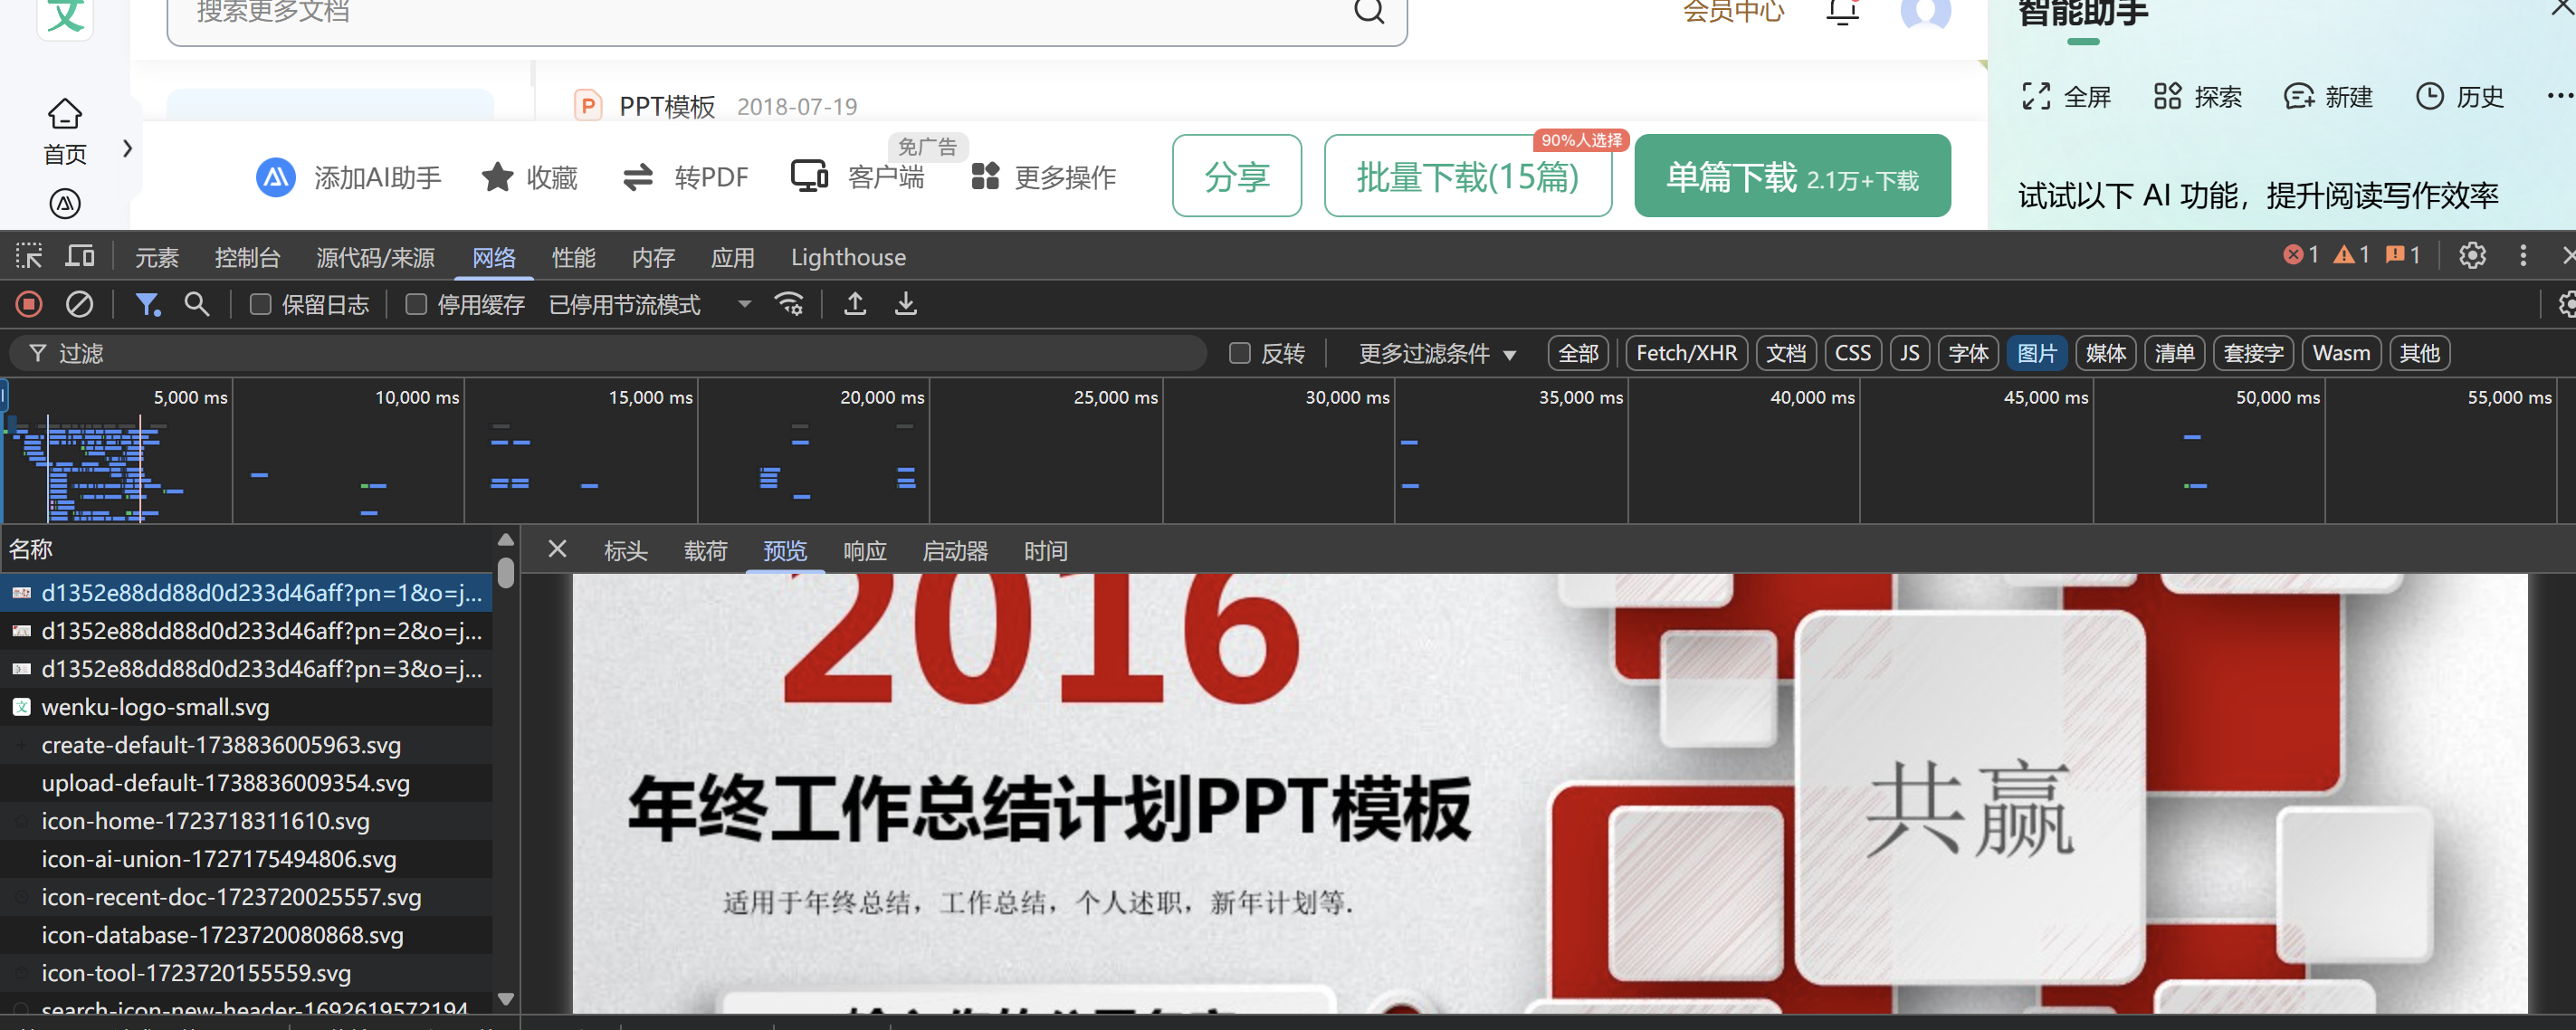 文
搜索更多文档
会员中心
智能助手
首页
PPT模板 2018-07-19
全屏 探索 新建 历史
添加AI助手 收藏 转PDF 客户端 免广告 更多操作 分享 批量下载(15篇) 90%人选择 单篇下载 2.1万+下载
试试以下 AI 功能，提升阅读写作效率
元素 控制台 源代码/来源 网络 性能 内存 应用 Lighthouse 1 1 1
保留日志 停用缓存 已停用节流模式
过滤 反转 更多过滤条件 全部 Fetch/XHR 文档 CSS JS 字体 图片 媒体 清单 套接字 Wasm 其他
5,000 ms 10,000 ms 15,000 ms 20,000 ms 25,000 ms 30,000 ms 35,000 ms 40,000 ms 45,000 ms 50,000 ms 55,000 ms
名称
标头 载荷 预览 响应 启动器 时间
d1352e88dd88d0d233d46aff?pn=1&o=j...
d1352e88dd88d0d233d46aff?pn=2&o=j...
d1352e88dd88d0d233d46aff?pn=3&o=j...
wenku-logo-small.svg
create-default-1738836005963.svg
upload-default-1738836009354.svg
icon-home-1723718311610.svg
icon-ai-union-1727175494806.svg
icon-recent-doc-1723720025557.svg
icon-database-1723720080868.svg
icon-tool-1723720155559.svg
search-icon-new-header-1692619572194
2016
年终工作总结计划PPT模板
适用于年终总结，工作总结，个人述职，新年计划等.
共赢